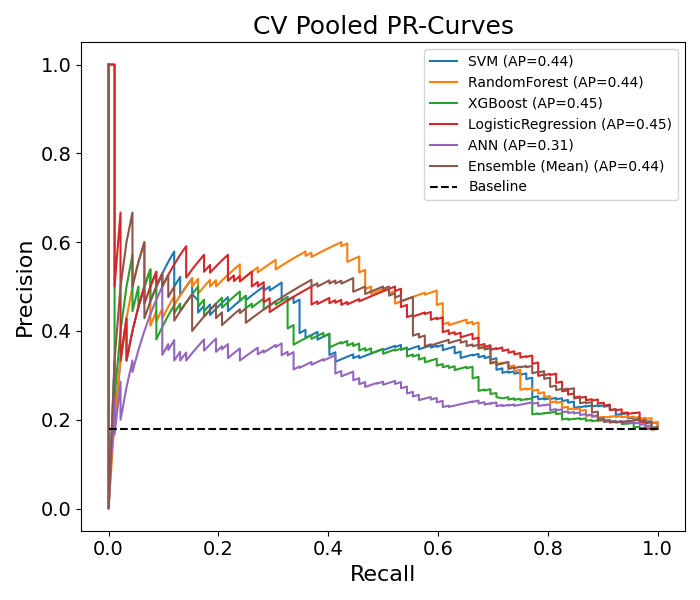 CV Pooled PR-Curves
SVM (AP=0.44)
RandomForest (AP=0.44)
XGBoost (AP=0.45)
LogisticRegression (AP=0.45)
ANN (AP=0.31)
Ensemble (Mean) (AP=0.44)
Baseline
Precision
1.0
0.8
0.6
0.4
0.2
0.0
0.0 0.2 0.4 0.6 0.8 1.0
Recall